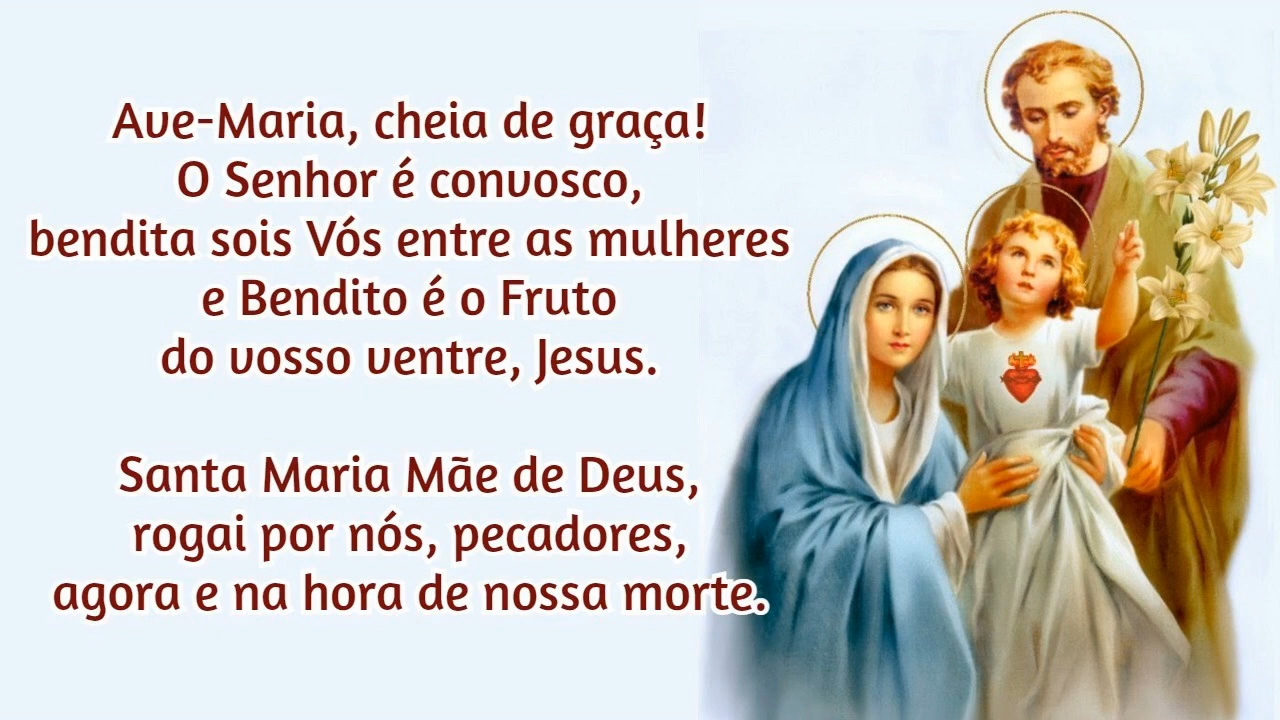 Ave-Maria, cheia de graça!
O Senhor é convosco,
bendita sois Vós entre as mulheres
e Bendito é o Fruto
do vosso ventre, Jesus.
Santa Maria Mãe de Deus,
rogai por nós, pecadores,
agora e na hora de nossa morte.